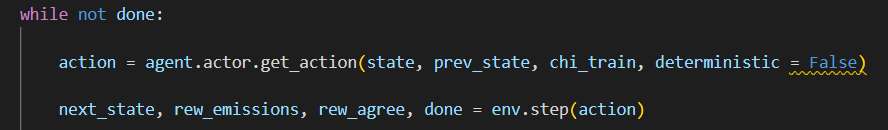 while not done:
action = agent.actor.get_action(state, prev_state, chi_train, deterministic = False)
next_state, rew_emissions, rew_agree, done = env.step(action)